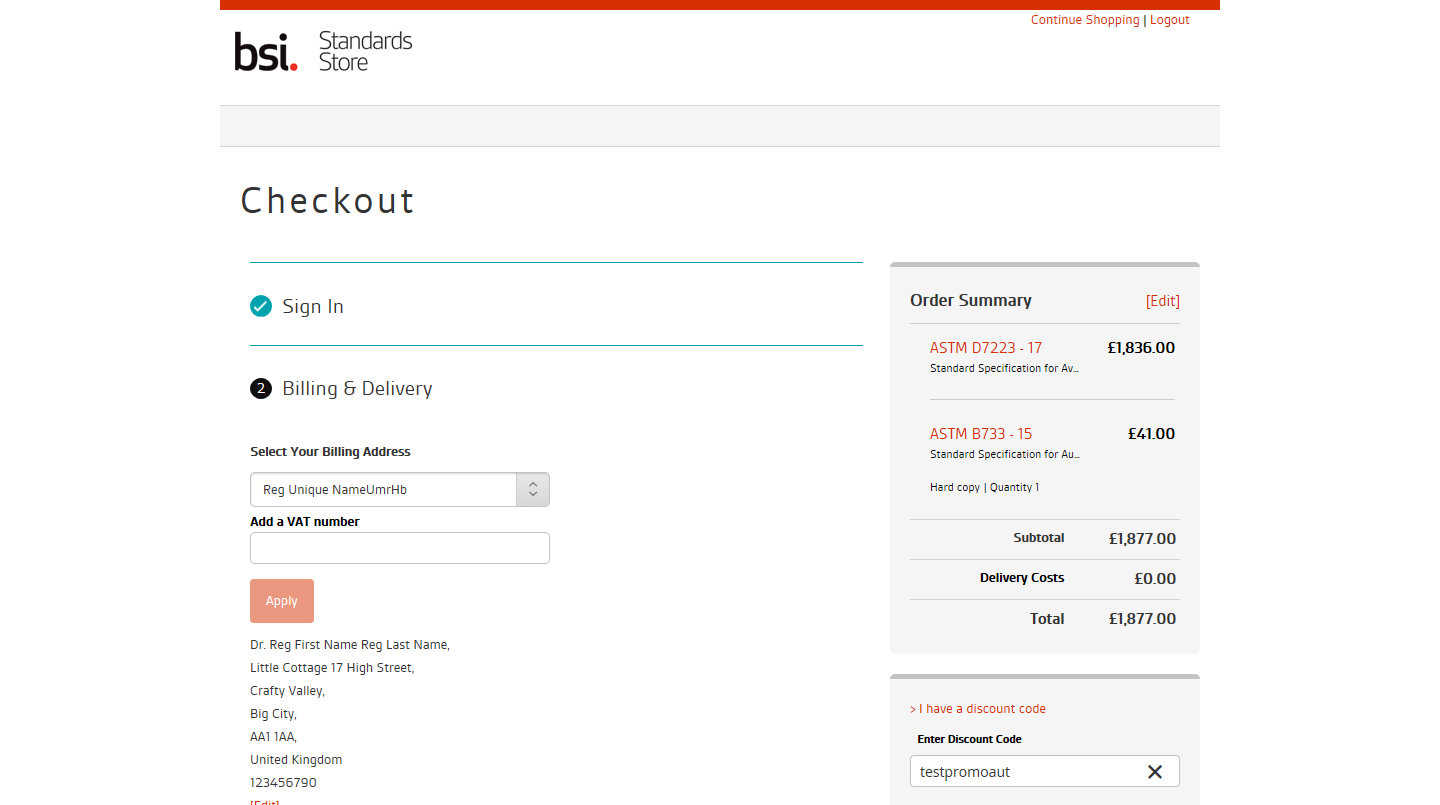 Continue Shopping | Logout
bsi. Standards
Store
Checkout
Sign In
2 Billing & Delivery
Select Your Billing Address
Reg Unique NameUmrHb
Add a VAT number
Apply
Dr. Reg First Name Reg Last Name,
Little Cottage 17 High Street,
Crafty Valley,
Big City,
AA1 1AA,
United Kingdom
123456790
[Edit]
Order Summary [Edit]
ASTM D7223 - 17 £1,836.00
Standard Specification for Av...
ASTM B733 - 15 £41.00
Standard Specification for Au...
Hard copy | Quantity 1
Subtotal £1,877.00
Delivery Costs £0.00
Total £1,877.00
> I have a discount code
Enter Discount Code
testpromoaut